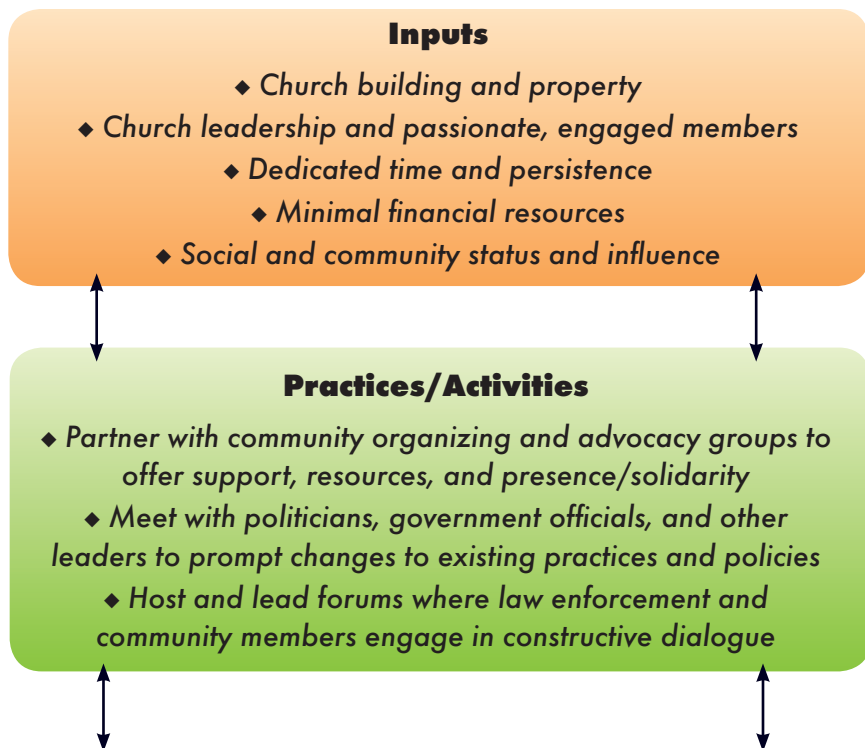 Inputs
◆ Church building and property
◆ Church leadership and passionate, engaged members
◆ Dedicated time and persistence
◆ Minimal financial resources
◆ Social and community status and influence
Practices/Activities
◆ Partner with community organizing and advocacy groups to
offer support, resources, and presence/solidarity
◆ Meet with politicians, government officials, and other
leaders to prompt changes to existing practices and policies
◆ Host and lead forums where law enforcement and
community members engage in constructive dialogue